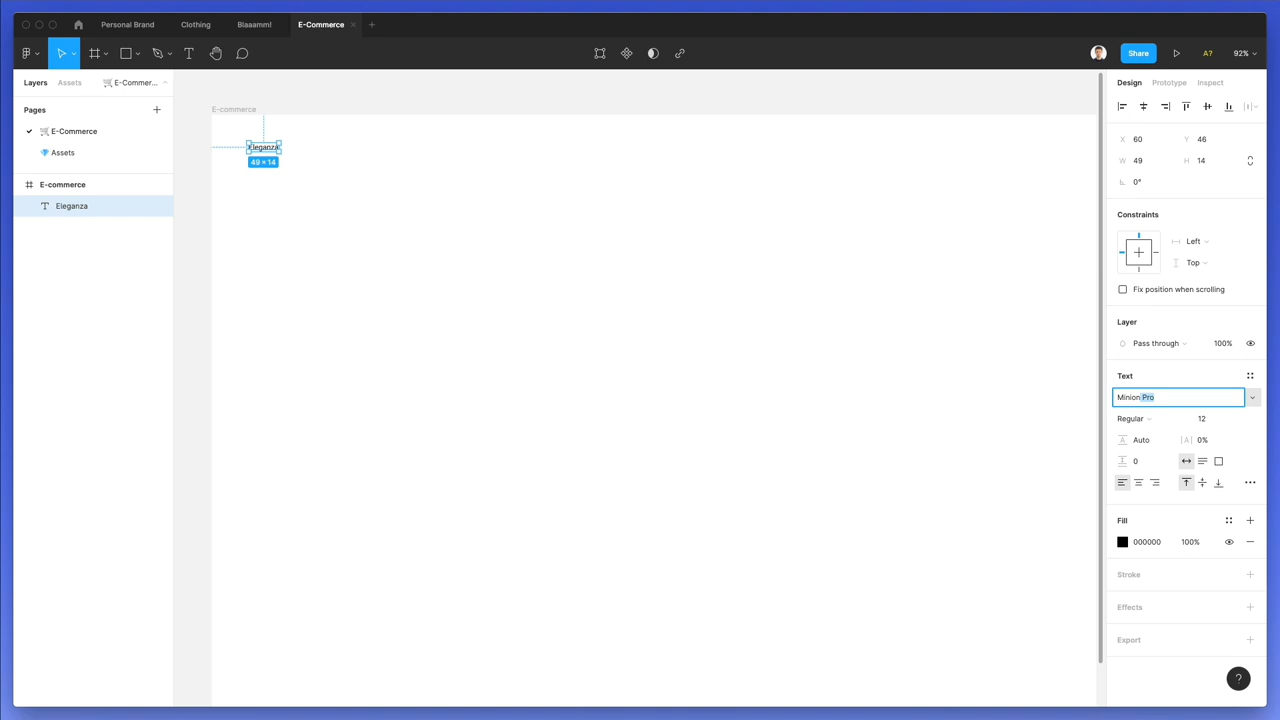 Personal Brand
Clothing
Blaaamm!
E-Commerce
Share
A?
92%
Layers
Assets
E-Commer...
Pages
E-Commerce
Assets
E-commerce
Eleganza
E-commerce
Eleganza
49 × 14
Design
Prototype
Inspect
X 60
Y 46
W 49
H 14
0°
Constraints
Left
Top
Fix position when scrolling
Layer
Pass through
100%
Text
Minion Pro
Regular
12
A Auto
|A| 0%
0
Fill
000000
100%
Stroke
Effects
Export
?